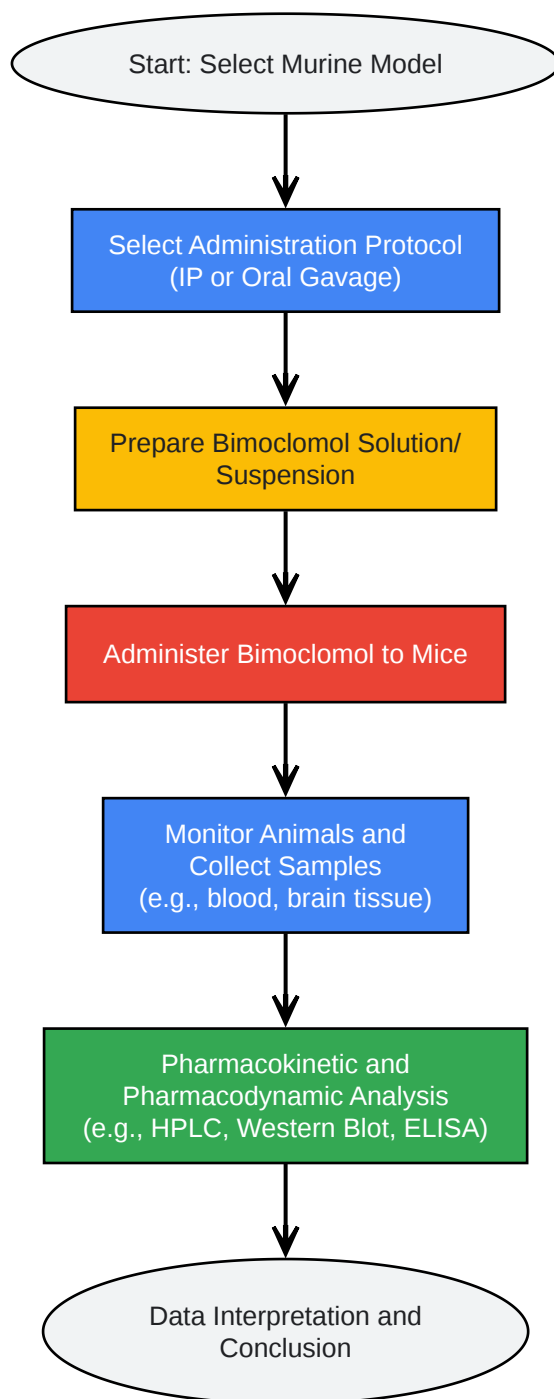 Start: Select Murine Model
Select Administration Protocol
(IP or Oral Gavage)
Prepare Bimoclomol Solution/
Suspension
Administer Bimoclomol to Mice
Monitor Animals and
Collect Samples
(e.g., blood, brain tissue)
Pharmacokinetic and
Pharmacodynamic Analysis
(e.g., HPLC, Western Blot, ELISA)
Data Interpretation and
Conclusion